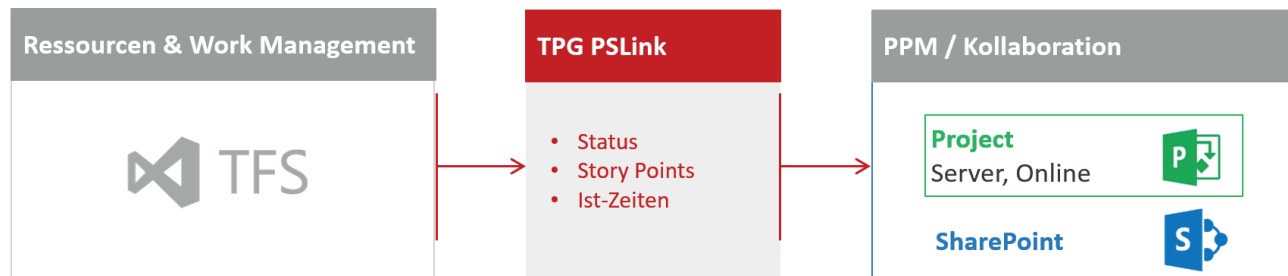 Ressourcen & Work Management
TFS
TPG PSLink
• Status
• Story Points
• Ist-Zeiten
PPM / Kollaboration
Project
Server, Online
P
SharePoint
S